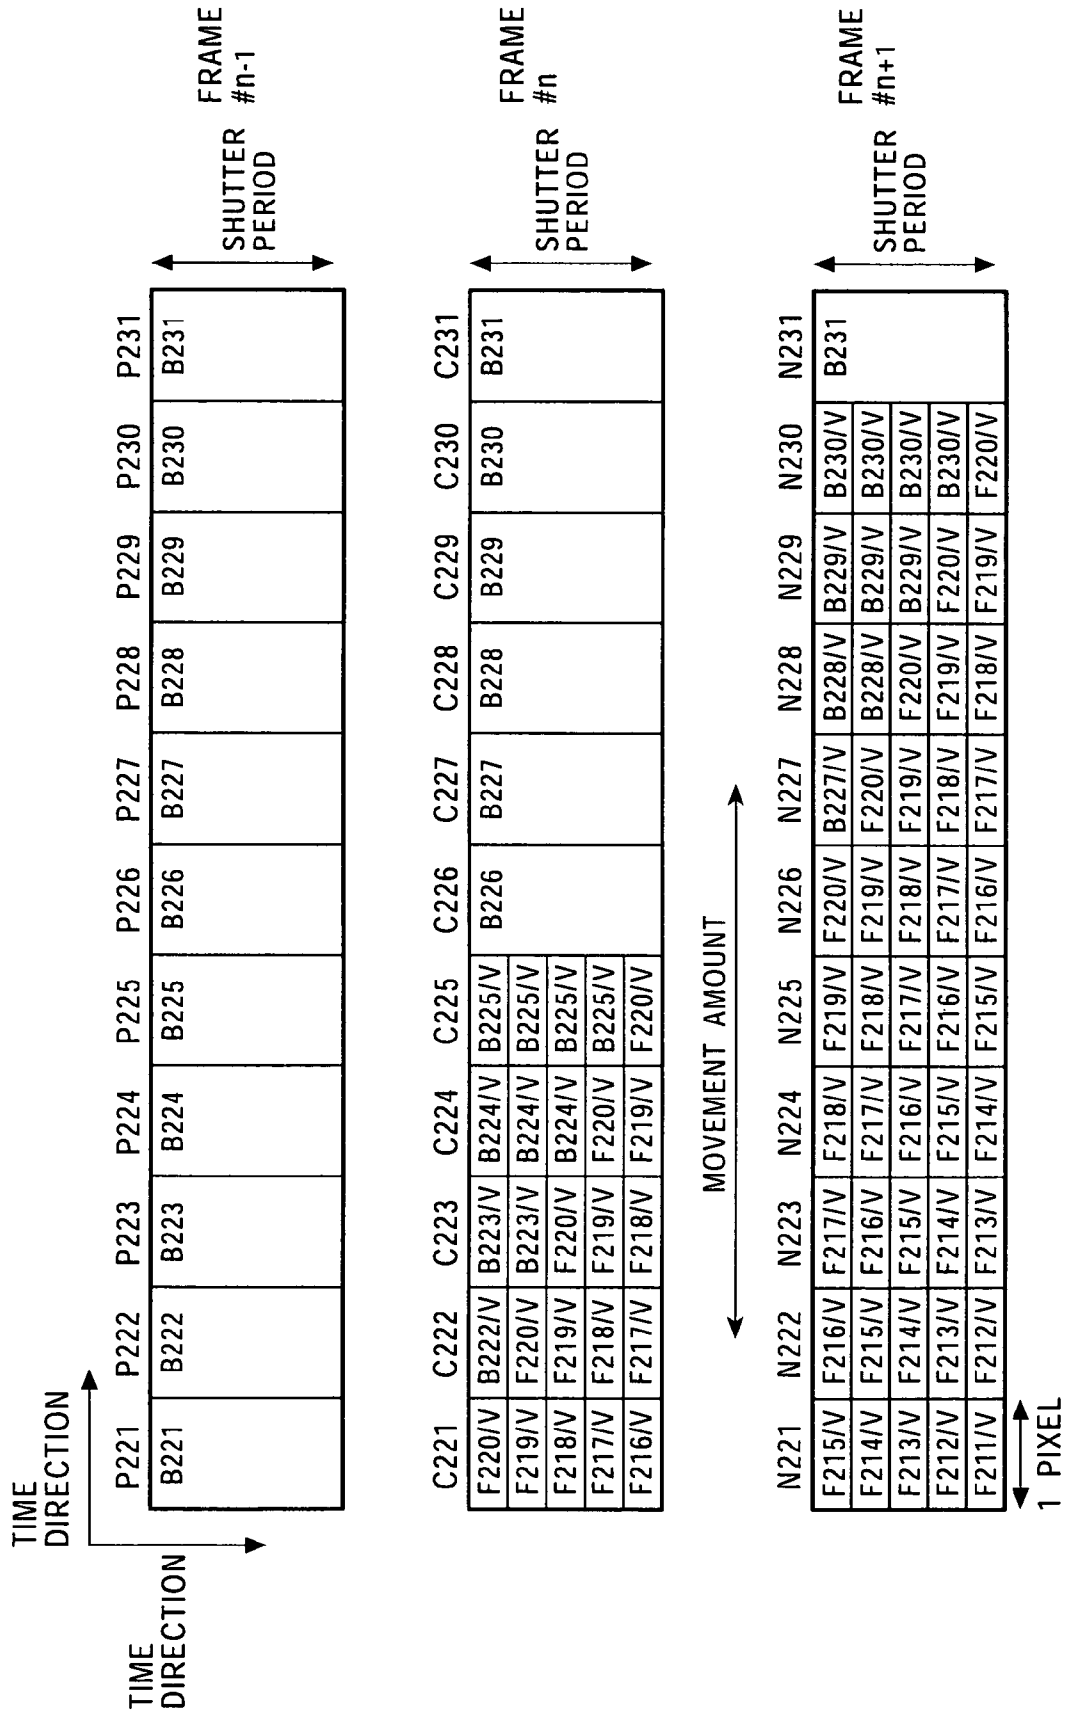 TIME
DIRECTION
TIME
DIRECTION
P221 P222 P223 P224 P225 P226 P227 P228 P229 P230 P231
B221 B222 B223 B224 B225 B226 B227 B228 B229 B230 B231
SHUTTER
PERIOD
FRAME
#n-1
C221 C222 C223 C224 C225 C226 C227 C228 C229 C230 C231
F220/V B222/V B223/V B224/V B225/V B226 B227 B228 B229 B230 B231
F219/V F220/V B223/V B224/V B225/V
F218/V F219/V F220/V B224/V B225/V
F217/V F218/V F219/V F220/V B225/V
F216/V F217/V F218/V F219/V F220/V
SHUTTER
PERIOD
FRAME
#n
MOVEMENT AMOUNT
N221 N222 N223 N224 N225 N226 N227 N228 N229 N230 N231
F215/V F216/V F217/V F218/V F219/V F220/V B227/V B228/V B229/V B230/V B231
F214/V F215/V F216/V F217/V F218/V F219/V F220/V B228/V B229/V B230/V
F213/V F214/V F215/V F216/V F217/V F218/V F219/V F220/V B229/V B230/V
F212/V F213/V F214/V F215/V F216/V F217/V F218/V F219/V F220/V B230/V
F211/V F212/V F213/V F214/V F215/V F216/V F217/V F218/V F219/V F220/V
SHUTTER
PERIOD
FRAME
#n+1
1 PIXEL